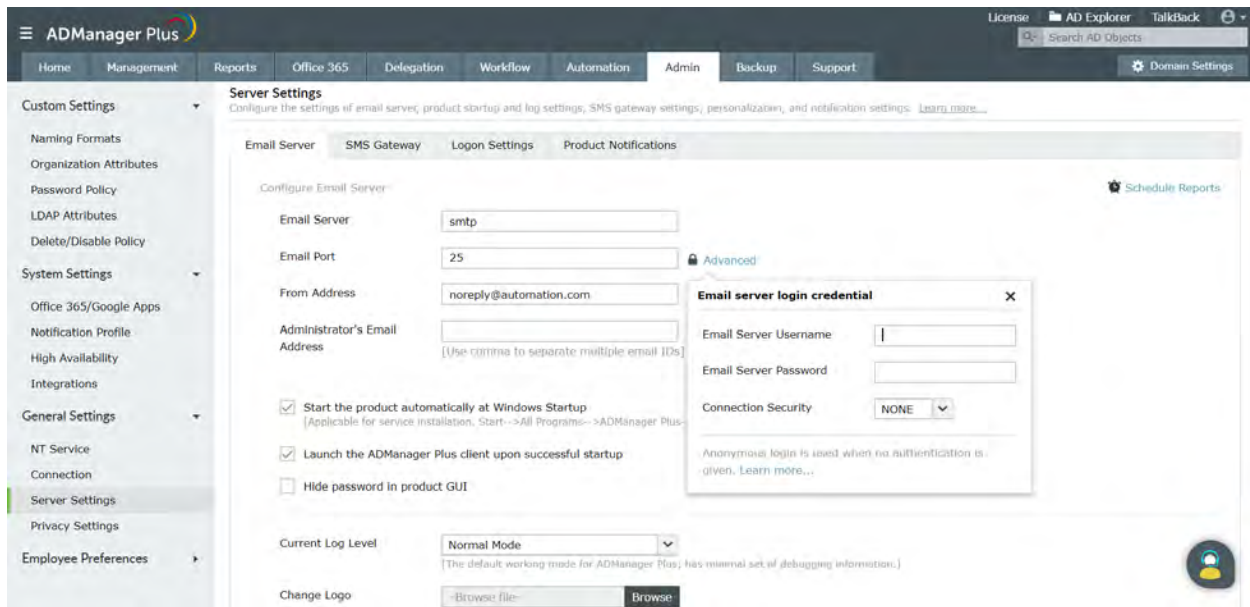 License AD Explorer TalkBack
ADManager Plus
Search AD Objects
Home Management Reports Office 365 Delegation Workflow Automation Admin Backup Support Domain Settings
Custom Settings
Naming Formats
Organization Attributes
Password Policy
LDAP Attributes
Delete/Disable Policy
System Settings
Office 365/Google Apps
Notification Profile
High Availability
Integrations
General Settings
NT Service
Connection
Server Settings
Privacy Settings
Employee Preferences
Server Settings
Configure the settings of email server, product startup and log settings, SMS gateway settings, personalization, and notification settings. Learn more...
Email Server SMS Gateway Logon Settings Product Notifications
Configure Email Server
Schedule Reports
Email Server smtp
Email Port 25 Advanced
From Address noreply@automation.com
Administrator's Email
Address
[Use comma to separate multiple email IDs]
Start the product automatically at Windows Startup
[Applicable for service installation. Start-->All Programs-->ADManager Plus-
Launch the ADManager Plus client upon successful startup
Hide password in product GUI
Email server login credential X
Email Server Username
Email Server Password
Connection Security NONE
Anonymous login is used when no authentication is
given. Learn more...
Current Log Level Normal Mode
[The default working mode for ADManager Plus; has minimal set of debugging information.]
Change Logo -Browse file- Browse